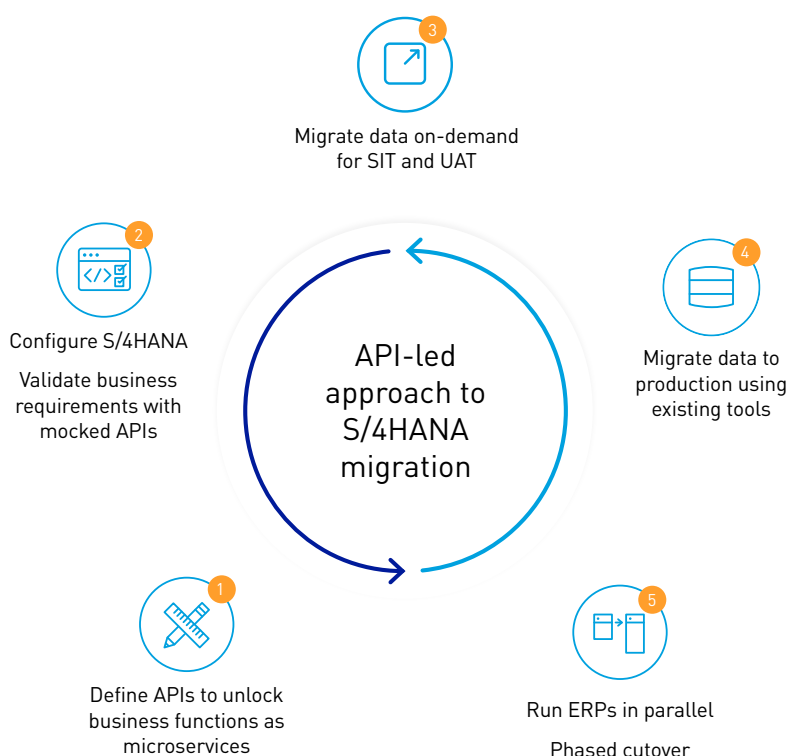 3
Migrate data on-demand
for SIT and UAT
2
Configure S/4HANA
Validate business
requirements with
mocked APIs
API-led
approach to
S/4HANA
migration
4
Migrate data to
production using
existing tools
1
Define APIs to unlock
business functions as
microservices
5
Run ERPs in parallel
Phased cutover